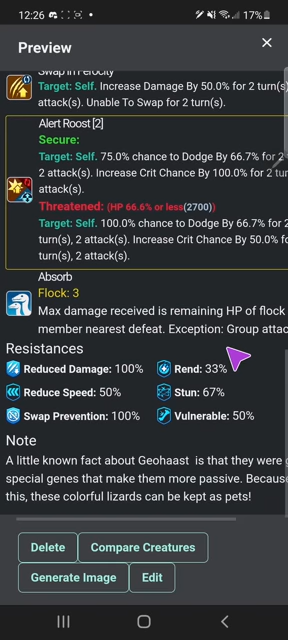 12:26
17%
Preview
Swap In Ferocity
Target: Self. Increase Damage By 50.0% for 2 turn(s)
attack(s). Unable To Swap for 2 turn(s).
Alert Roost [2]
Secure:
Target: Self. 75.0% chance to Dodge By 66.7% for 2
2 attack(s). Increase Crit Chance By 100.0% for 2 tur
attack(s).
Threatened: (HP 66.6% or less(2700))
Target: Self. 100.0% chance to Dodge By 66.7% for 2
turn(s), 2 attack(s). Increase Crit Chance By 50.0% fo
turn(s), 2 attack(s).
Absorb
Flock: 3
Max damage received is remaining HP of flock
member nearest defeat. Exception: Group attac
Resistances
Reduced Damage: 100% Rend: 33%
Reduce Speed: 50% Stun: 67%
Swap Prevention: 100% Vulnerable: 50%
Note
A little known fact about Geohaast is that they were g
special genes that make them more passive. Becaus
this, these colorful lizards can be kept as pets!
Delete Compare Creatures
Generate Image Edit